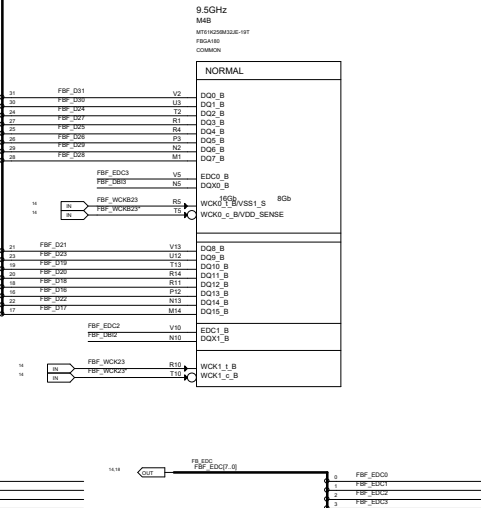 9.5GHz
M4B
MT61K256M32JE-19T
FBGA180
COMMON
NORMAL
31 FBF_D31 V2 DQ0_B
30 FBF_D30 U3 DQ1_B
24 FBF_D24 T2 DQ2_B
27 FBF_D27 R1 DQ3_B
25 FBF_D25 R4 DQ4_B
26 FBF_D26 P3 DQ5_B
29 FBF_D29 N2 DQ6_B
28 FBF_D28 M1 DQ7_B
FBF_EDC3 V5 EDC0_B
FBF_DBI3 N5 DQX0_B
16Gb 8Gb
14 IN FBF_WCKB23 R5 WCK0_t_B/VSS1_S
14 IN FBF_WCKB23* T5 WCK0_c_B/VDD_SENSE
21 FBF_D21 V13 DQ8_B
23 FBF_D23 U12 DQ9_B
19 FBF_D19 T13 DQ10_B
20 FBF_D20 R14 DQ11_B
18 FBF_D18 R11 DQ12_B
16 FBF_D16 P12 DQ13_B
22 FBF_D22 N13 DQ14_B
17 FBF_D17 M14 DQ15_B
FBF_EDC2 V10 EDC1_B
FBF_DBI2 N10 DQX1_B
14 IN FBF_WCK23 R10 WCK1_t_B
14 IN FBF_WCK23* T10 WCK1_c_B
FB_EDC
14,18 OUT FBF_EDC[7..0]
0 FBF_EDC0
1 FBF_EDC1
2 FBF_EDC2
3 FBF_EDC3